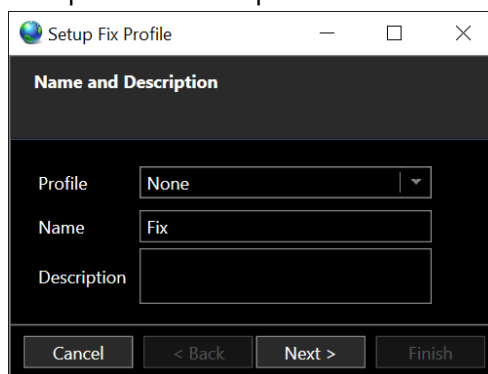 Setup Fix Profile
Name and Description
Profile None
Name Fix
Description
Cancel < Back Next > Finish